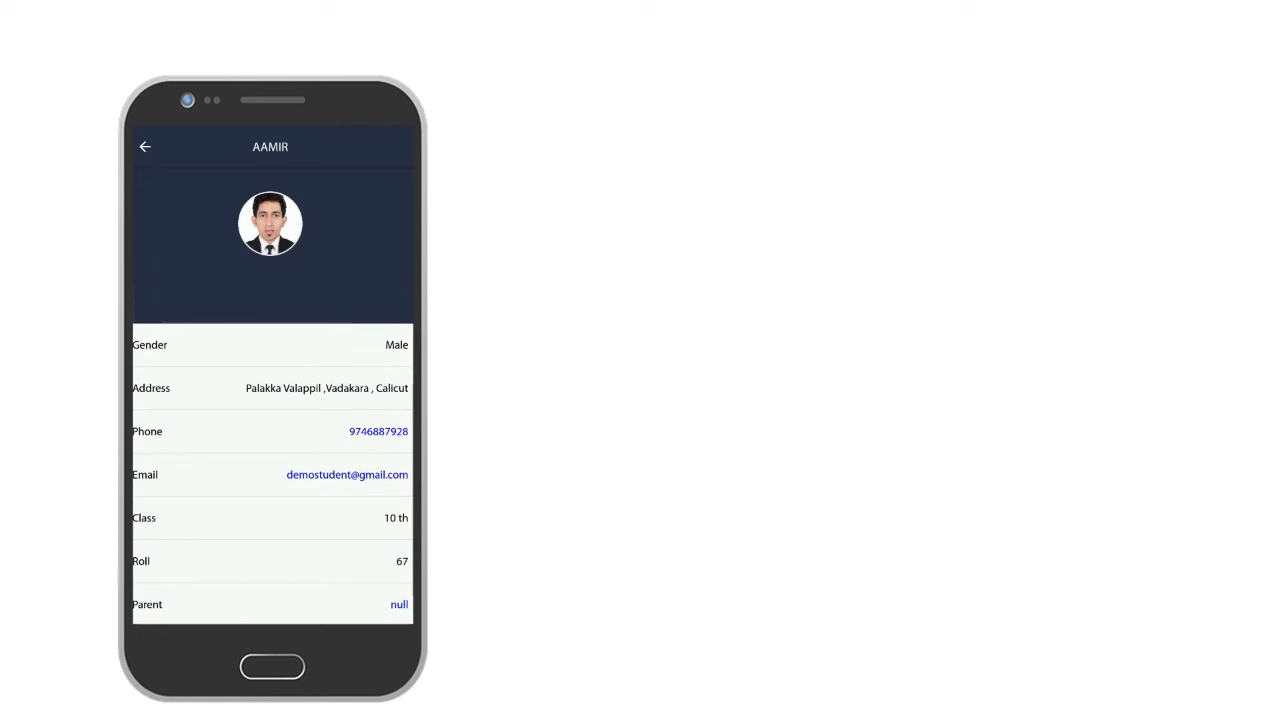 AAMIR
Gender Male
Address Palakka Valappil ,Vadakara , Calicut
Phone 9746887928
Email demostudent@gmail.com
Class 10 th
Roll 67
Parent null